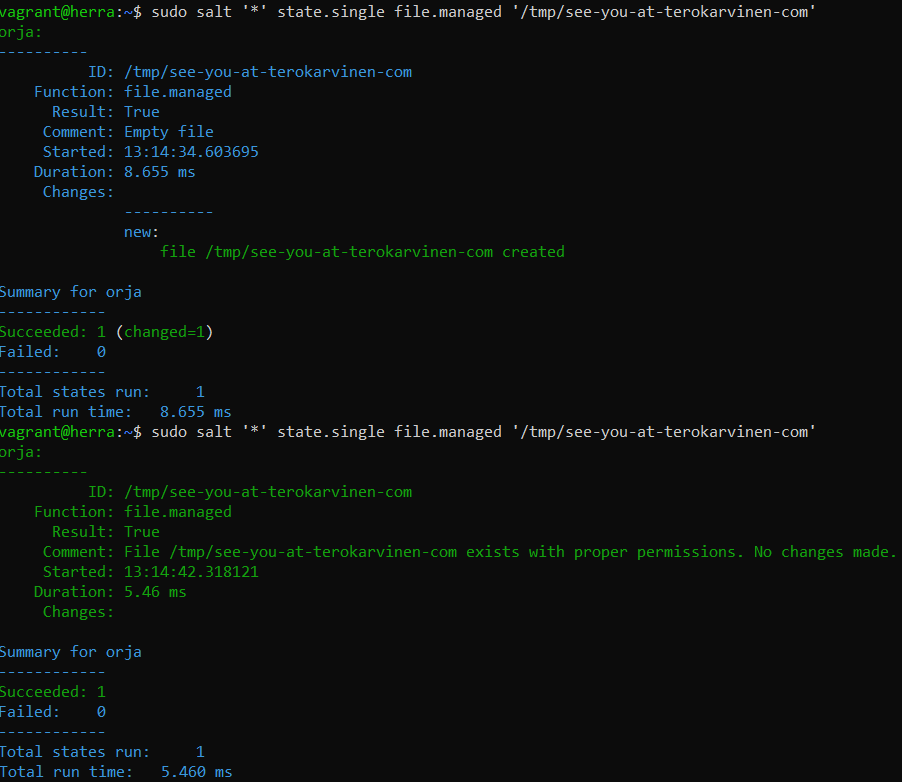 vagrant@herra:~$ sudo salt '*' state.single file.managed '/tmp/see-you-at-terokarvinen-com'
orja:
----------
          ID: /tmp/see-you-at-terokarvinen-com
    Function: file.managed
      Result: True
     Comment: Empty file
     Started: 13:14:34.603695
    Duration: 8.655 ms
     Changes:
              ----------
              new:
                  file /tmp/see-you-at-terokarvinen-com created

Summary for orja
------------
Succeeded: 1 (changed=1)
Failed:    0
------------
Total states run:     1
Total run time:   8.655 ms
vagrant@herra:~$ sudo salt '*' state.single file.managed '/tmp/see-you-at-terokarvinen-com'
orja:
----------
          ID: /tmp/see-you-at-terokarvinen-com
    Function: file.managed
      Result: True
     Comment: File /tmp/see-you-at-terokarvinen-com exists with proper permissions. No changes made.
     Started: 13:14:42.318121
    Duration: 5.46 ms
     Changes:

Summary for orja
------------
Succeeded: 1
Failed:    0
------------
Total states run:     1
Total run time:   5.460 ms